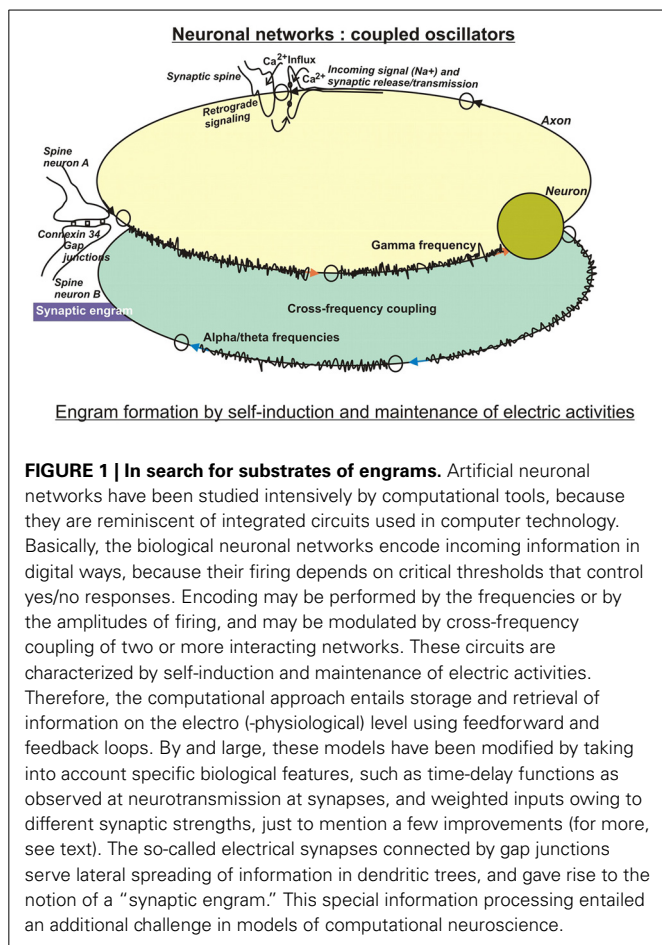 Neuronal networks : coupled oscillators
Ca2+Influx
Synaptic spine
Ca2+
Incoming signal (Na+) and
synaptic release/transmission
Retrograde
signaling
Axon
Spine
neuron A
Neuron
Connexin 34
Gap
junctions
Gamma frequency
Spine
neuron B
Cross-frequency coupling
Synaptic engram
Alpha/theta frequencies
Engram formation by self-induction and maintenance of electric activities
FIGURE 1 | In search for substrates of engrams. Artificial neuronal
networks have been studied intensively by computational tools, because
they are reminiscent of integrated circuits used in computer technology.
Basically, the biological neuronal networks encode incoming information in
digital ways, because their firing depends on critical thresholds that control
yes/no responses. Encoding may be performed by the frequencies or by
the amplitudes of firing, and may be modulated by cross-frequency
coupling of two or more interacting networks. These circuits are
characterized by self-induction and maintenance of electric activities.
Therefore, the computational approach entails storage and retrieval of
information on the electro (-physiological) level using feedforward and
feedback loops. By and large, these models have been modified by taking
into account specific biological features, such as time-delay functions as
observed at neurotransmission at synapses, and weighted inputs owing to
different synaptic strengths, just to mention a few improvements (for more,
see text). The so-called electrical synapses connected by gap junctions
serve lateral spreading of information in dendritic trees, and gave rise to the
notion of a “synaptic engram.” This special information processing entailed
an additional challenge in models of computational neuroscience.